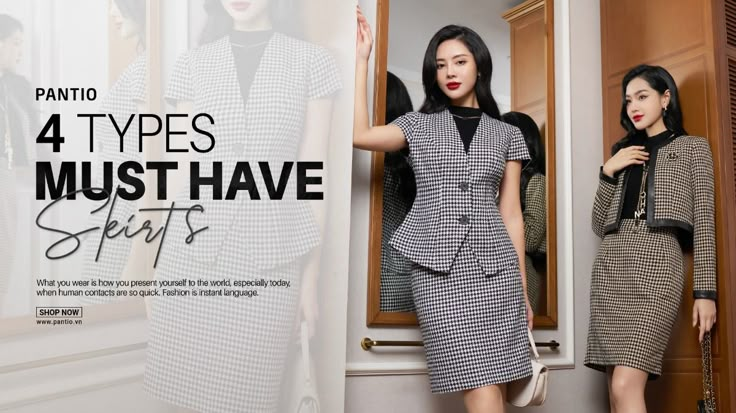 PANTIO
4 TYPES
MUST HAVE
Skirt's
What you wear is how you present yourself to the world, especially today,
when human contacts are so quick. Fashion is instant language.
SHOP NOW
www.pantio.vn